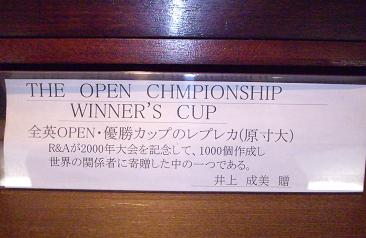 THE OPEN CHMPIONSHIP
WINNER'S CUP
全英OPEN・優勝カップのレプレカ(原寸大)
R&Aが2000年大会を記念して、1000個作成し
世界の関係者に寄贈した中の一つである。
井上 成美 贈